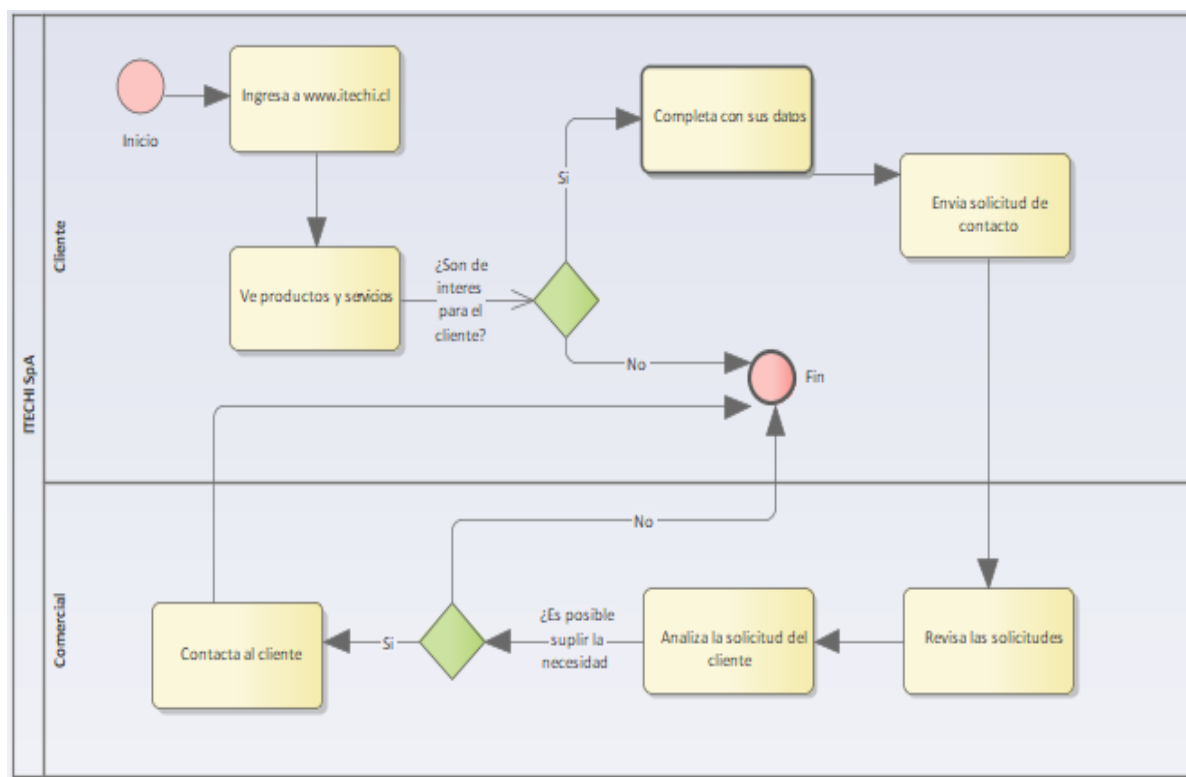 ITECHI SpA
Cliente
Inicio
Ingresa a www.itechi.cl
Ve productos y servicios
¿Son de
interes
para el
cliente?
Si
No
Completa con sus datos
Envia solicitud de
contacto
Fin
Comercial
Revisa las solicitudes
Analiza la solicitud del
cliente
¿Es posible
suplir la
necesidad
Si
No
Contacta al cliente